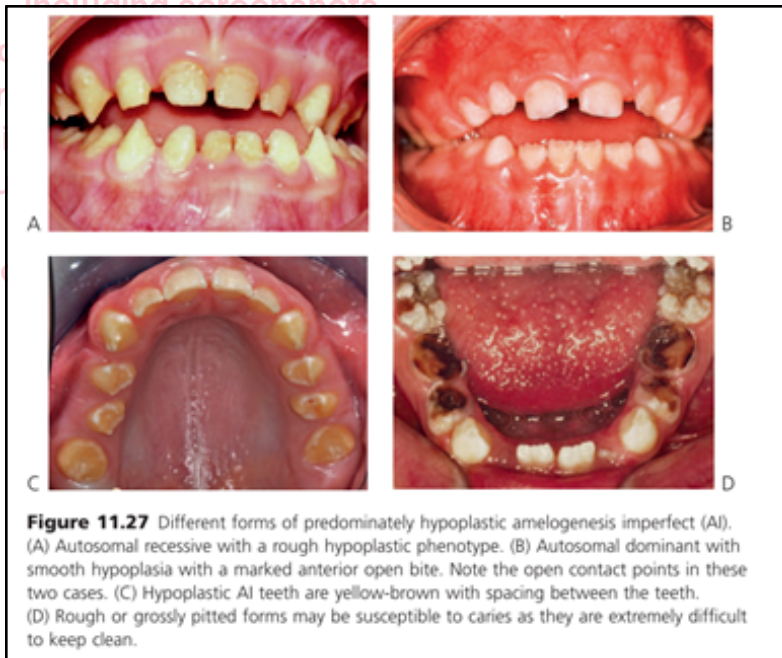 including screenshots
A
B
C
D
Figure 11.27 Different forms of predominately hypoplastic amelogenesis imperfect (AI).
(A) Autosomal recessive with a rough hypoplastic phenotype. (B) Autosomal dominant with
smooth hypoplasia with a marked anterior open bite. Note the open contact points in these
two cases. (C) Hypoplastic AI teeth are yellow-brown with spacing between the teeth.
(D) Rough or grossly pitted forms may be susceptible to caries as they are extremely difficult
to keep clean.